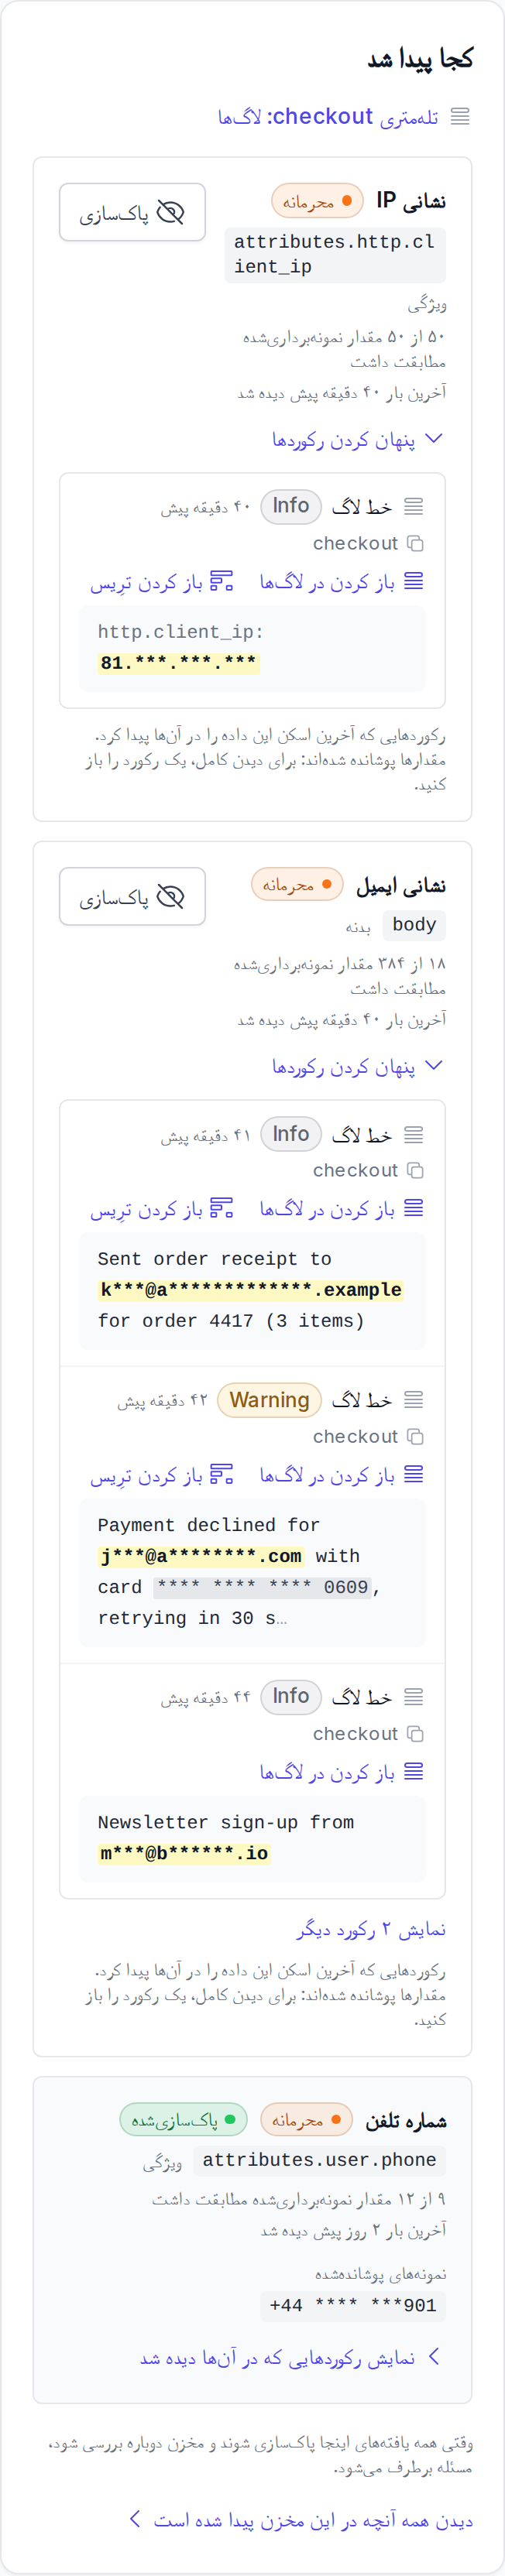 کجا پیدا شد
تله‌متری checkout: لاگ‌ها
نشانی IP
محرمانه
پاک‌سازی
attributes.http.cl
ient_ip
ویژگی
۵۰ از ۵۰ مقدار نمونه‌برداری‌شده
مطابقت داشت
آخرین بار ۴۰ دقیقه پیش دیده شد
پنهان کردن رکوردها
خط لاگ Info ۴۰ دقیقه پیش
checkout
باز کردن در لاگ‌ها باز کردن تریس
http.client_ip:
81.***.***.***
رکوردهایی که آخرین اسکن این داده را در آن‌ها پیدا کرد.
مقدارها پوشانده شده‌اند: برای دیدن کامل، یک رکورد را باز
کنید.
نشانی ایمیل
محرمانه
پاک‌سازی
body بدنه
۱۸ از ۳۸۴ مقدار نمونه‌برداری‌شده
مطابقت داشت
آخرین بار ۴۰ دقیقه پیش دیده شد
پنهان کردن رکوردها
خط لاگ Info ۴۱ دقیقه پیش
checkout
باز کردن در لاگ‌ها باز کردن تریس
Sent order receipt to
k***@a*************.example
for order 4417 (3 items)
خط لاگ Warning ۴۲ دقیقه پیش
checkout
باز کردن در لاگ‌ها باز کردن تریس
Payment declined for
j***@a********.com with
card **** **** **** 0609,
retrying in 30 s…
خط لاگ Info ۴۴ دقیقه پیش
checkout
باز کردن در لاگ‌ها
Newsletter sign-up from
m***@b******.io
نمایش ۲ رکورد دیگر
رکوردهایی که آخرین اسکن این داده را در آن‌ها پیدا کرد.
مقدارها پوشانده شده‌اند: برای دیدن کامل، یک رکورد را باز
کنید.
شماره تلفن محرمانه پاک‌سازی‌شده
attributes.user.phone ویژگی
۹ از ۱۲ مقدار نمونه‌برداری‌شده مطابقت داشت
آخرین بار ۲ روز پیش دیده شد
نمونه‌های پوشانده‌شده
+44 **** ***901
نمایش رکوردهایی که در آن‌ها دیده شد
وقتی همه یافته‌های اینجا پاک‌سازی شوند و مخزن دوباره بررسی شود،
مسئله برطرف می‌شود.
دیدن همه آنچه در این مخزن پیدا شده است